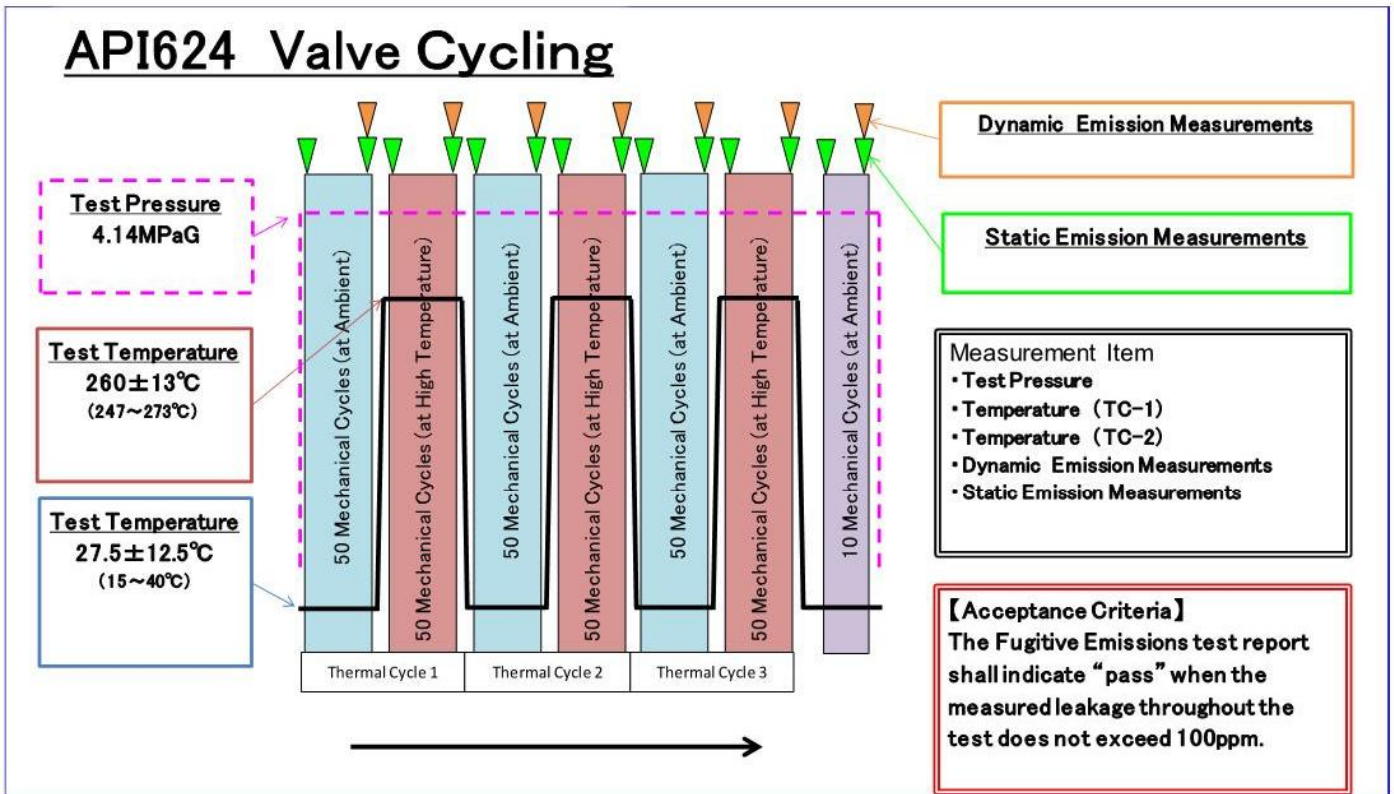 API624 Valve Cycling
Test Pressure
4.14MPaG
Test Temperature
260±13℃
(247～273℃)
Test Temperature
27.5±12.5℃
(15～40℃)
50 Mechanical Cycles (at Ambient)
50 Mechanical Cycles (at High Temperature)
50 Mechanical Cycles (at Ambient)
50 Mechanical Cycles (at High Temperature)
50 Mechanical Cycles (at Ambient)
50 Mechanical Cycles (at High Temperature)
10 Mechanical Cycles (at Ambient)
Thermal Cycle 1
Thermal Cycle 2
Thermal Cycle 3
Dynamic Emission Measurements
Static Emission Measurements
Measurement Item
・Test Pressure
・Temperature (TC-1)
・Temperature (TC-2)
・Dynamic Emission Measurements
・Static Emission Measurements
【Acceptance Criteria】
The Fugitive Emissions test report
shall indicate “pass” when the
measured leakage throughout the
test does not exceed 100ppm.